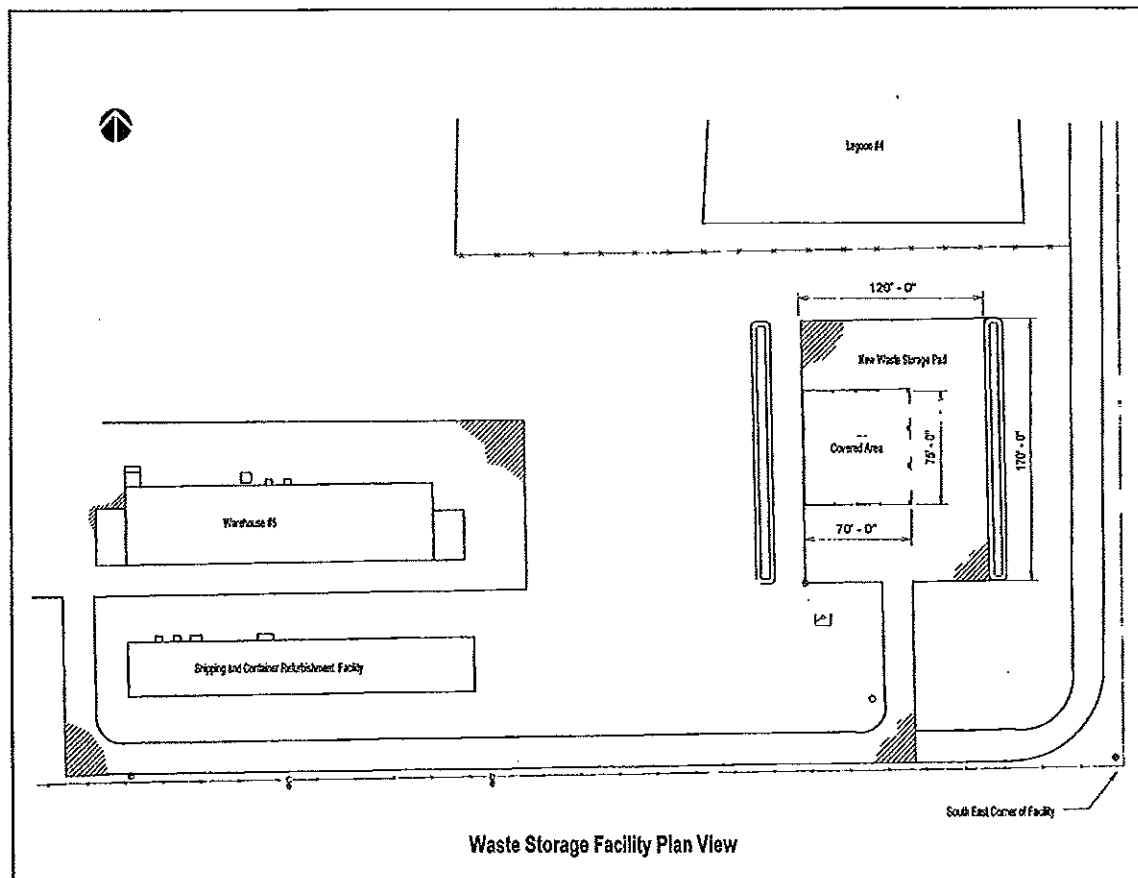 Lagoon #4
120' - 0"
New Waste Storage Pad
Covered Area
75' - 0"
170' - 0"
70' - 0"
Warehouse #5
Shipping and Container Refurbishment Facility
South East Corner of Facility
Waste Storage Facility Plan View